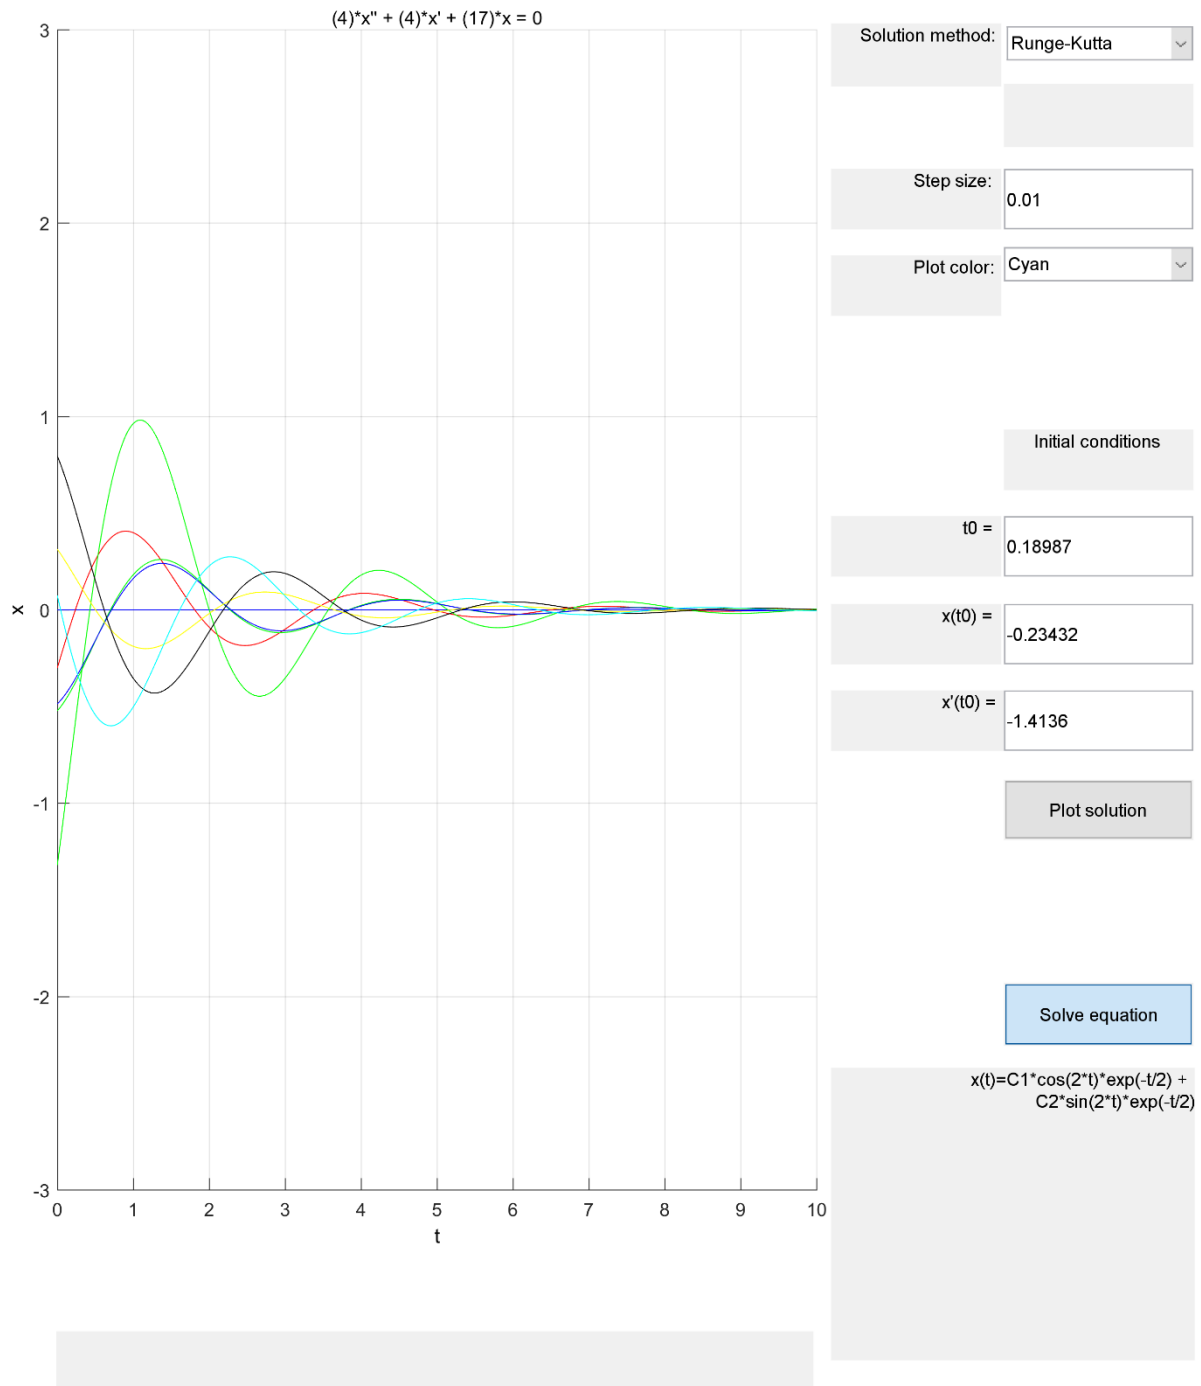 (4)*x" + (4)*x' + (17)*x = 0
3
2
1
0
-1
-2
-3
x
0 1 2 3 4 5 6 7 8 9 10
t
Solution method:
Runge-Kutta
Step size:
0.01
Plot color:
Cyan
Initial conditions
t0 =
0.18987
x(t0) =
-0.23432
x'(t0) =
-1.4136
Plot solution
Solve equation
x(t)=C1*cos(2*t)*exp(-t/2) +
C2*sin(2*t)*exp(-t/2)